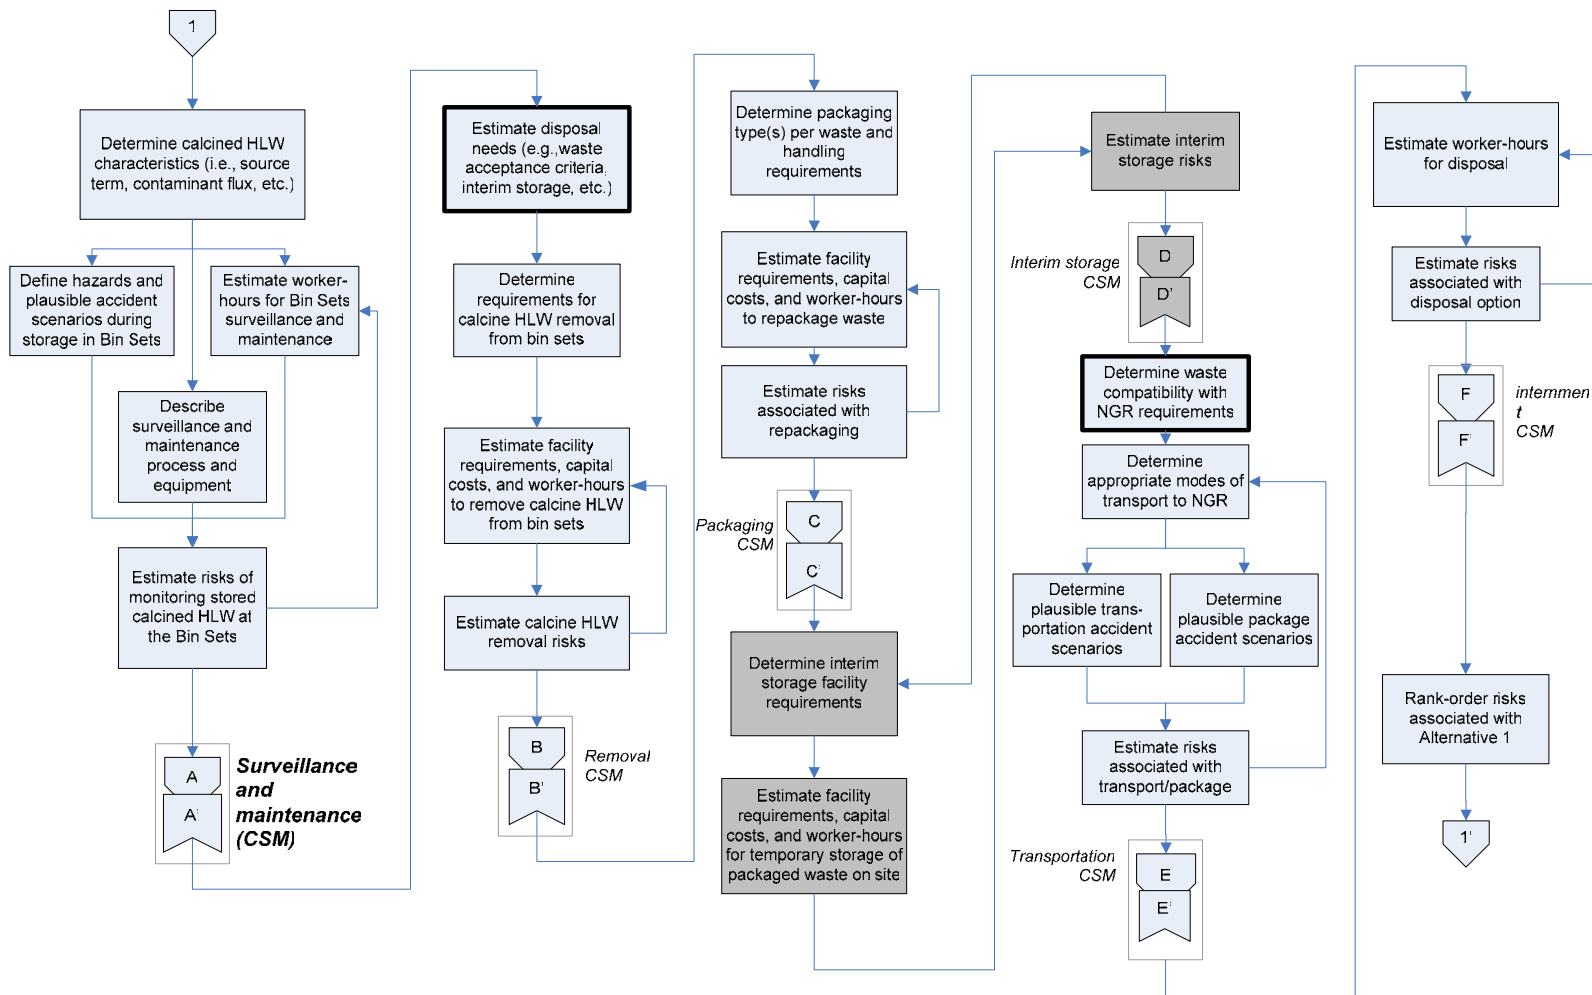 1
Determine calcined HLW
characteristics (i.e., source
term, contaminant flux, etc.)
Define hazards and
plausible accident
scenarios during
storage in Bin Sets
Estimate worker-
hours for Bin Sets
surveillance and
maintenance
Describe
surveillance and
maintenance
process and
equipment
Estimate risks of
monitoring stored
calcined HLW at
the Bin Sets
A
A'
Surveillance
and
maintenance
(CSM)
Estimate disposal
needs (e.g.,waste
acceptance criteria,
interim storage, etc.)
Determine
requirements for
calcine HLW removal
from bin sets
Estimate facility
requirements, capital
costs, and worker-hours
to remove calcine HLW
from bin sets
Estimate calcine HLW
removal risks
B
B'
Removal
CSM
Determine packaging
type(s) per waste and
handling
requirements
Estimate facility
requirements, capital
costs, and worker-hours
to repackage waste
Estimate risks
associated with
repackaging
Packaging
CSM
C
C'
Determine interim
storage facility
requirements
Estimate facility
requirements, capital
costs, and worker-hours
for temporary storage of
packaged waste on site
Estimate interim
storage risks
Interim storage
CSM
D
D'
Determine waste
compatibility with
NGR requirements
Determine
appropriate modes of
transport to NGR
Determine
plausible trans-
portation accident
scenarios
Determine
plausible package
accident scenarios
Estimate risks
associated with
transport/package
Transportation
CSM
E
E'
Estimate worker-hours
for disposal
Estimate risks
associated with
disposal option
F
F'
internmen
t
CSM
Rank-order risks
associated with
Alternative 1
1'